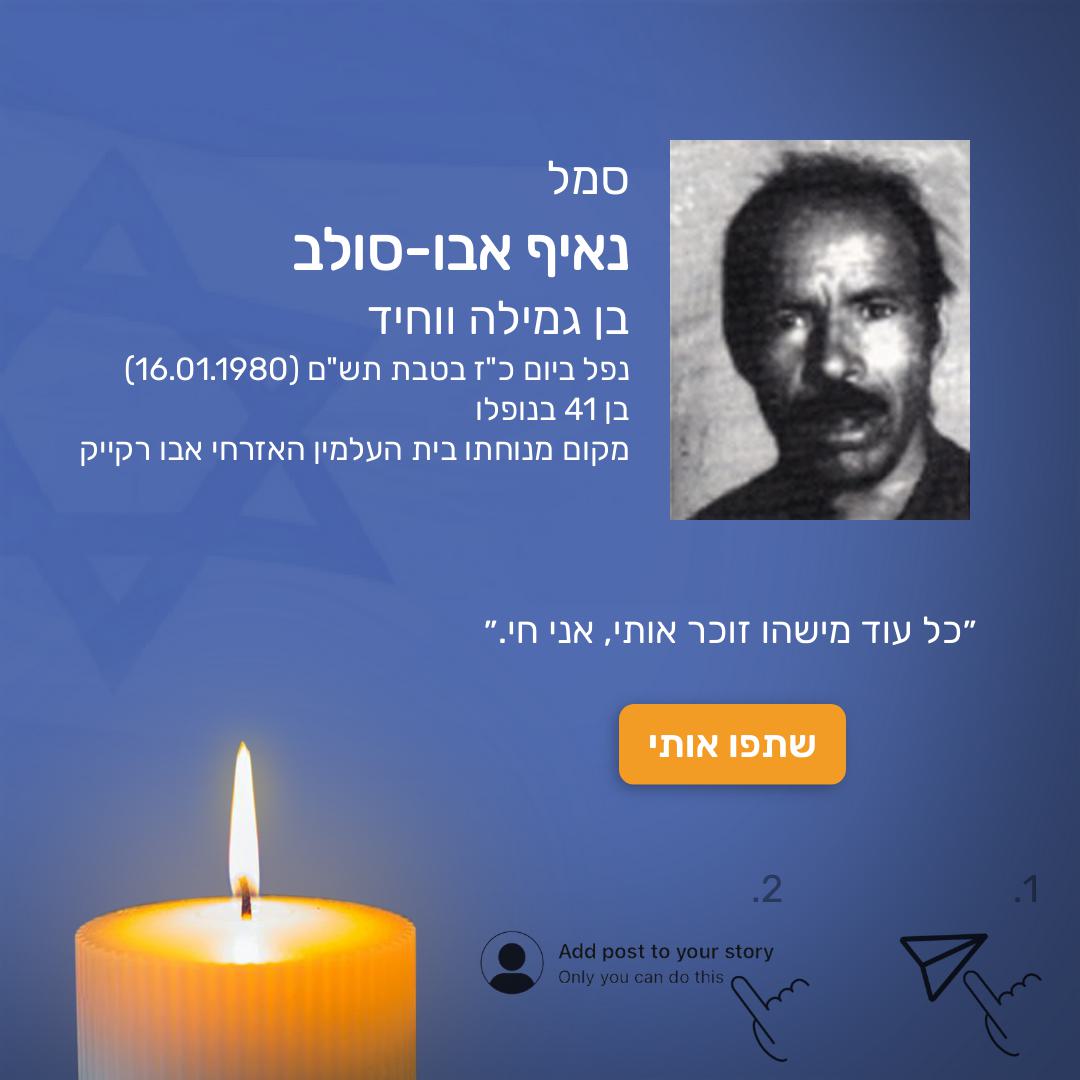 סמל
נאיף אבו-סולב
בן גמילה ווחיד
נפל ביום כ"ז בטבת תש"ם (16.01.1980)
בן 41 בנופלו
מקום מנוחתו בית העלמין האזרחי אבו רקייק
״כל עוד מישהו זוכר אותי, אני חי.״
שתפו אותי
1.
2.
Add post to your story
Only you can do this